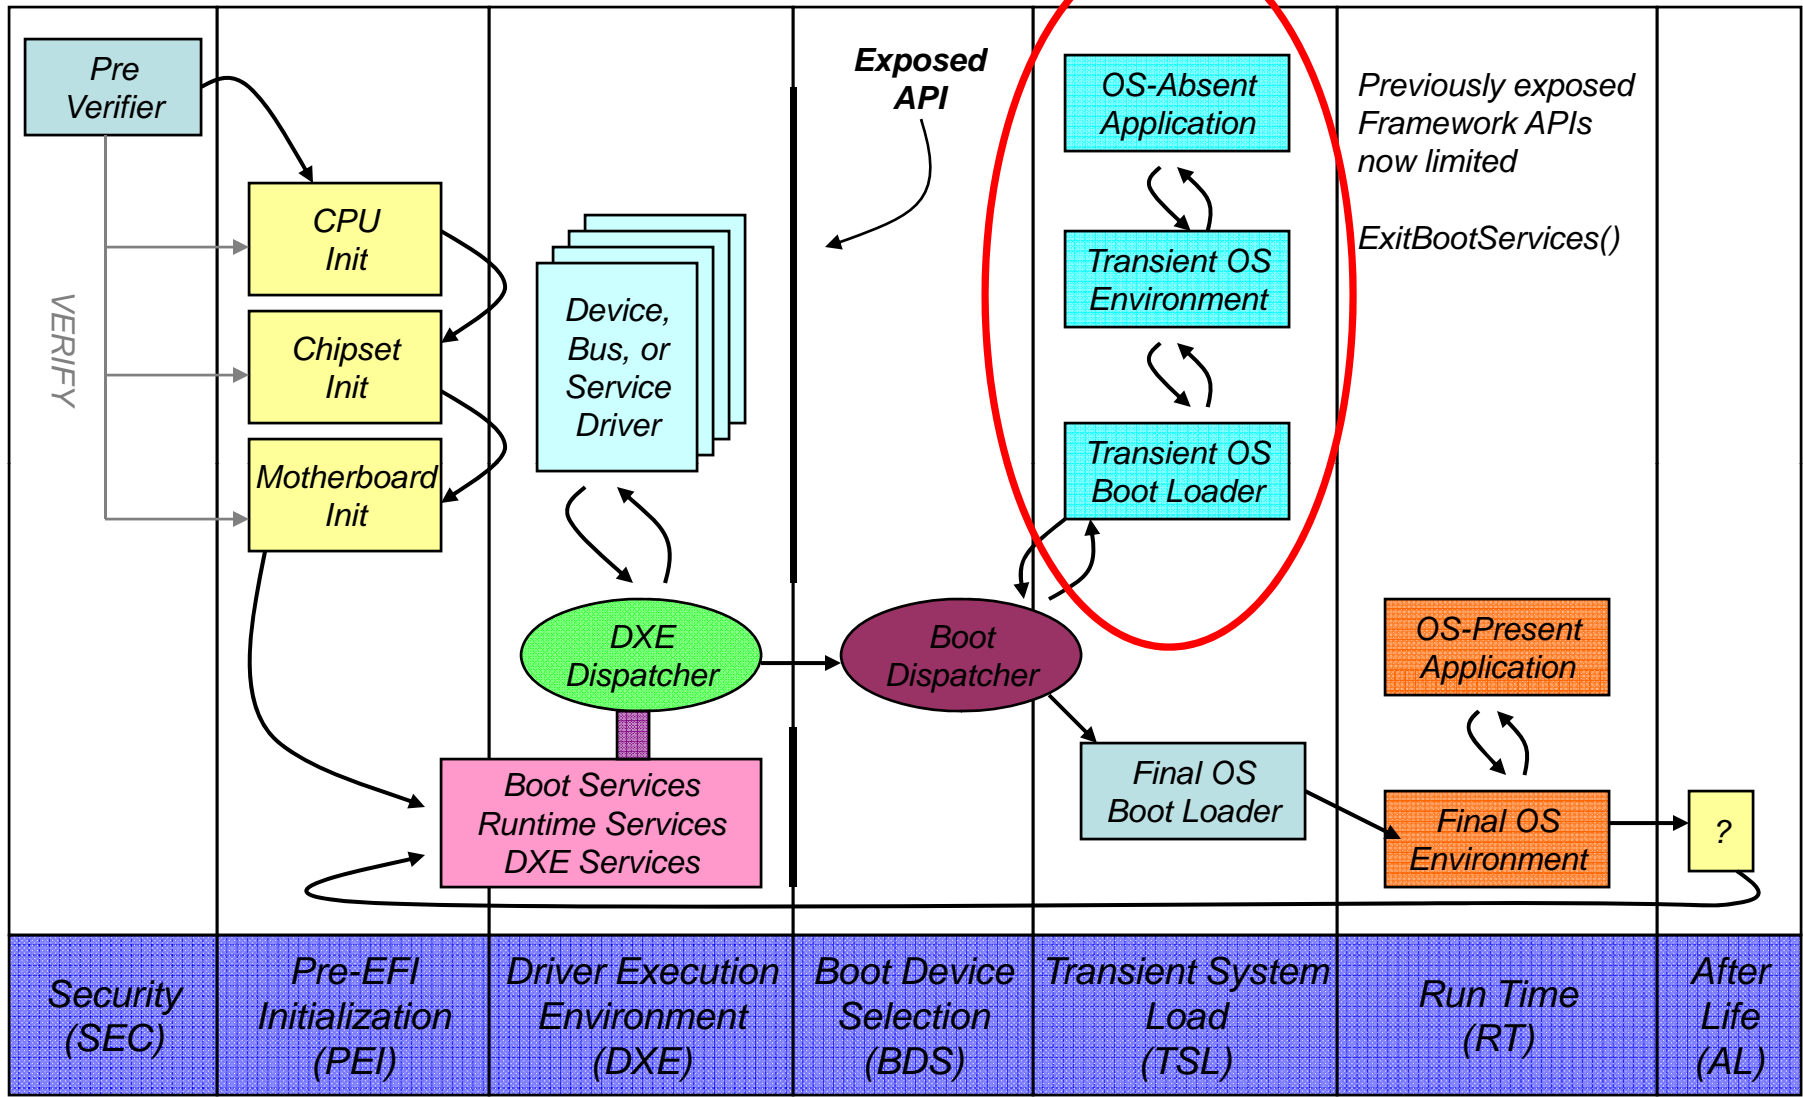 Pre
Verifier
VERIFY
CPU
Init
Chipset
Init
Motherboard
Init
Device,
Bus, or
Service
Driver
DXE
Dispatcher
Boot Services
Runtime Services
DXE Services
Exposed
API
Boot
Dispatcher
OS-Absent
Application
Transient OS
Environment
Transient OS
Boot Loader
Final OS
Boot Loader
Previously exposed
Framework APIs
now limited
ExitBootServices()
OS-Present
Application
Final OS
Environment
?
Security
(SEC)
Pre-EFI
Initialization
(PEI)
Driver Execution
Environment
(DXE)
Boot Device
Selection
(BDS)
Transient System
Load
(TSL)
Run Time
(RT)
After
Life
(AL)